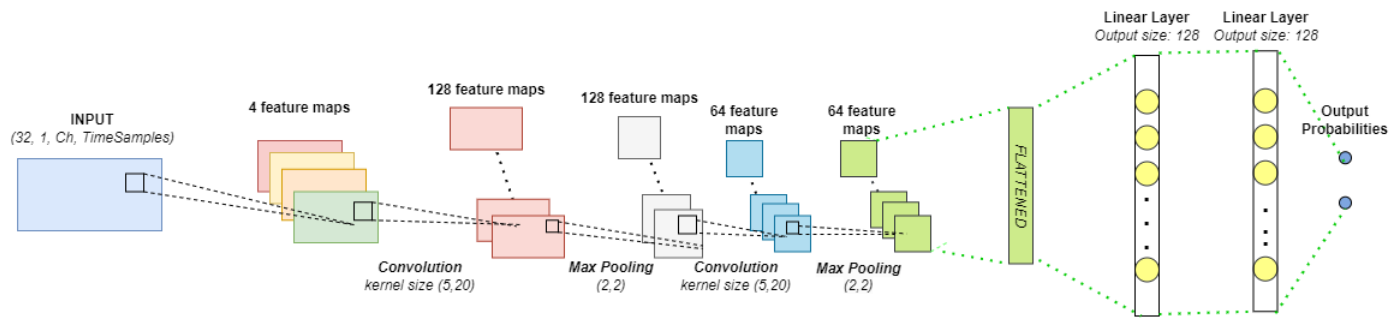 INPUT
(32, 1, Ch, TimeSamples)
4 feature maps
128 feature maps
Convolution
kernel size (5,20)
128 feature maps
Max Pooling
(2,2)
64 feature
maps
Convolution
kernel size (5,20)
64 feature
maps
Max Pooling
(2,2)
FLATTENED
Linear Layer
Output size: 128
Linear Layer
Output size: 128
Output
Probabilities